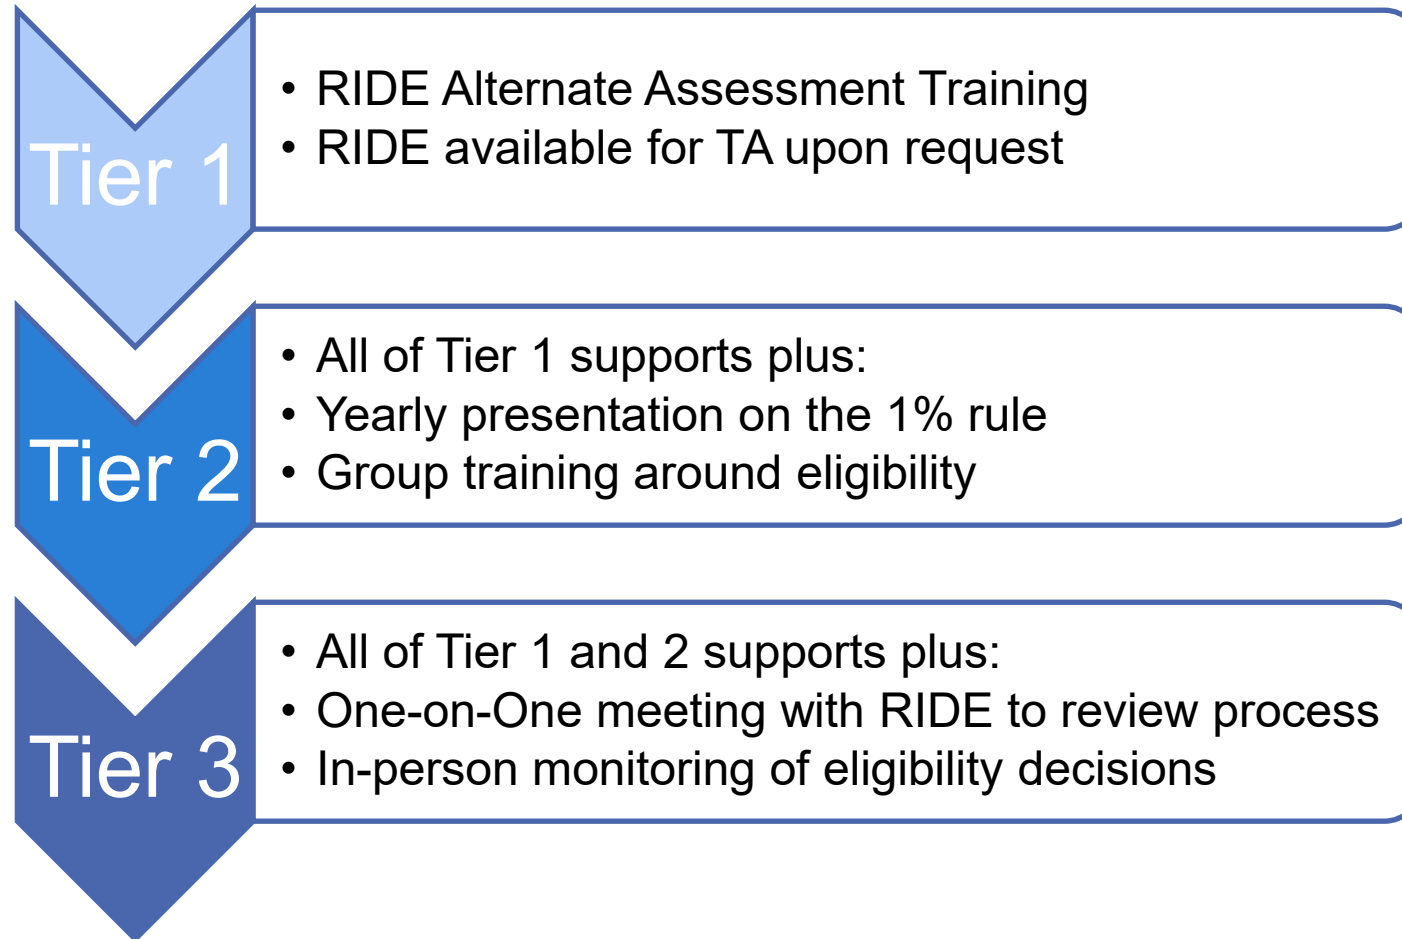 Tier 1
• RIDE Alternate Assessment Training
• RIDE available for TA upon request
Tier 2
• All of Tier 1 supports plus:
• Yearly presentation on the 1% rule
• Group training around eligibility
Tier 3
• All of Tier 1 and 2 supports plus:
• One-on-One meeting with RIDE to review process
• In-person monitoring of eligibility decisions